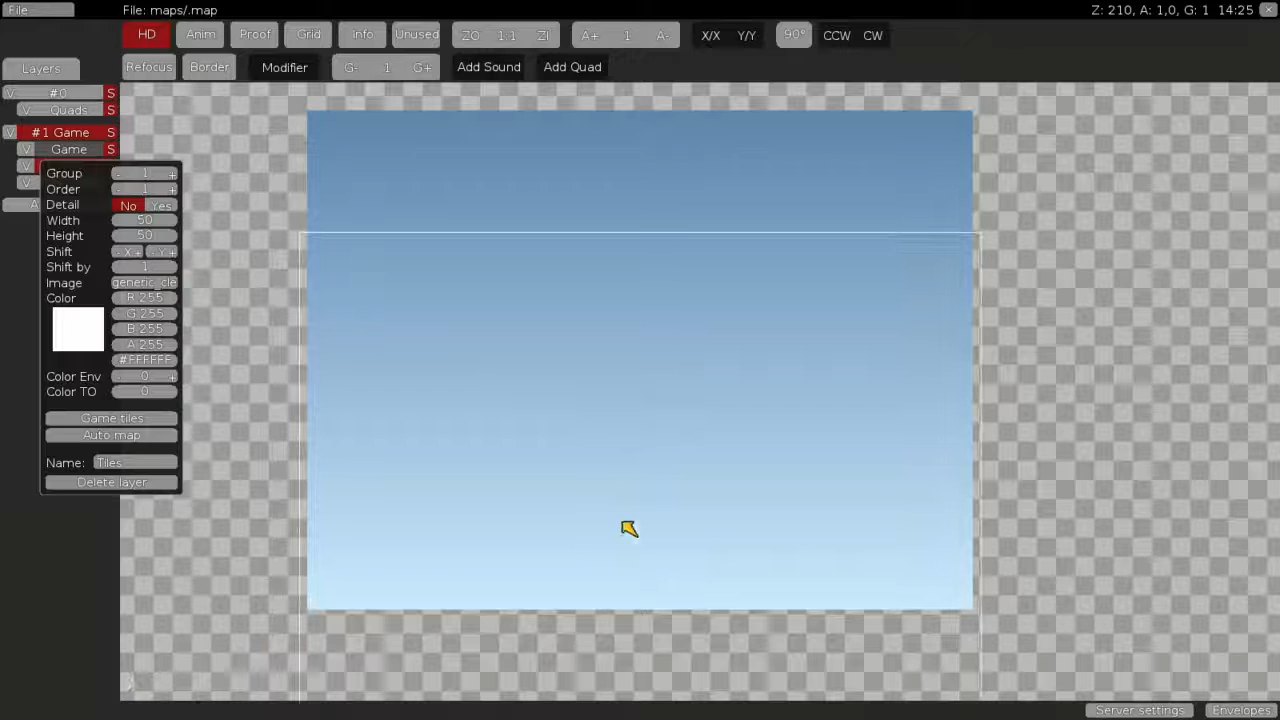 File File: maps/.map Z: 210, A: 1,0, G: 1 14:25 ×
HD Anim Proof Grid Info Unused ZO 1:1 ZI A+ 1 A- X/X Y/Y 90° CCW CW
Layers Refocus Border Modifier G- 1 G+ Add Sound Add Quad
V #0 S
V Quads S
V #1 Game S
V Game S
V
V
A
Group - 1 +
Order - 1 +
Detail No Yes
Width 50
Height 50
Shift - X + - Y +
Shift by 1
Image genetic_cle
Color R 255
G 255
B 255
A 255
#FFFFFF
Color Env - 0 +
Color TO 0
Game tiles
Auto map
Name: Tiles
Delete layer
Server settings Envelopes